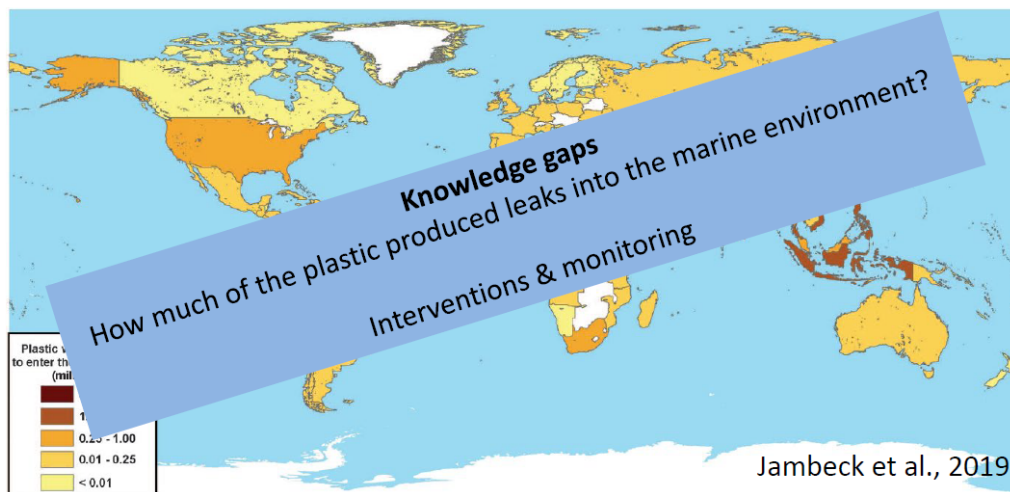 Knowledge gaps
How much of the plastic produced leaks into the marine environment?
Interventions & monitoring
Plastic
to enter th
(mil
0.25 - 1.00
0.01 - 0.25
< 0.01
Jambeck et al., 2019